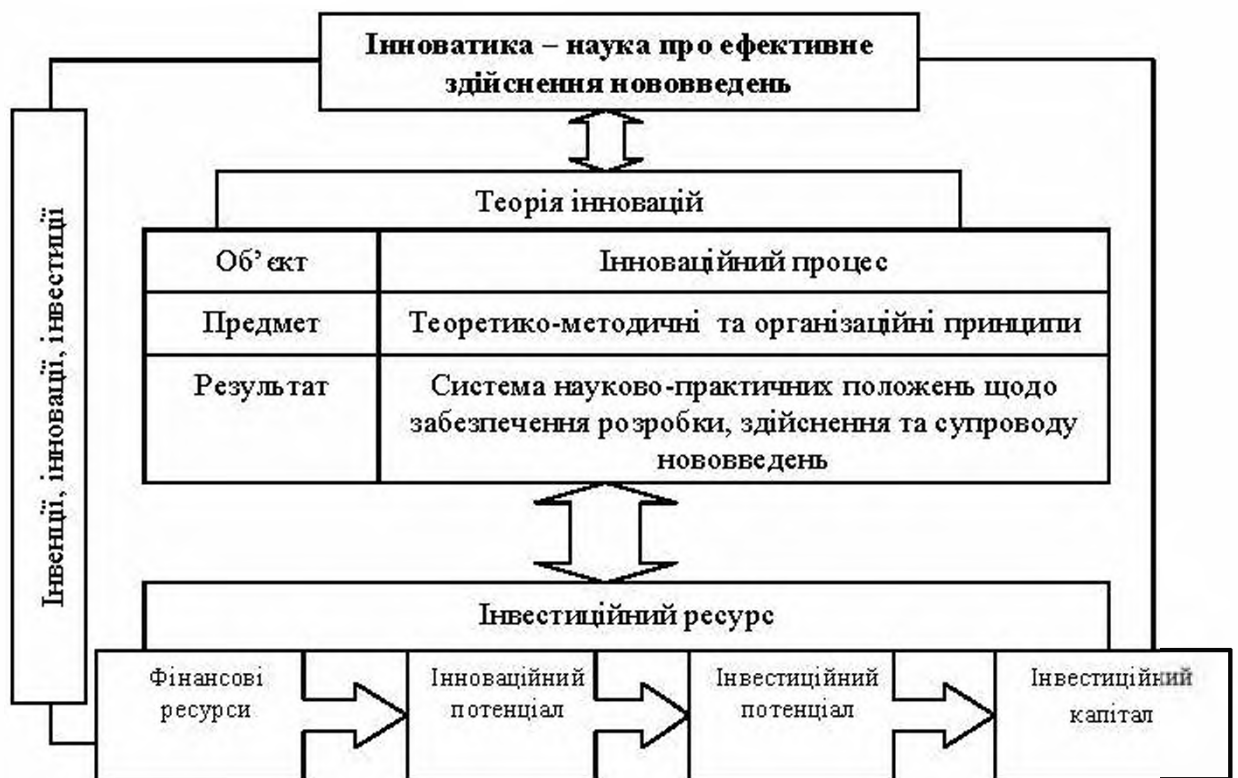 Інноватика – наука про ефективне
здійснення нововведень
Інвенції, інновації, інвестиції
Теорія інновацій
Об’єкт
Інноваційний процес
Предмет
Теоретико-методичні та організаційні принципи
Результат
Система науково-практичних положень щодо
забезпечення розробки, здійснення та супроводу
нововведень
Інвестиційний ресурс
Фінансові
ресурси
Інноваційний
потенціал
Інвестиційний
потенціал
Інвестиційний
капітал